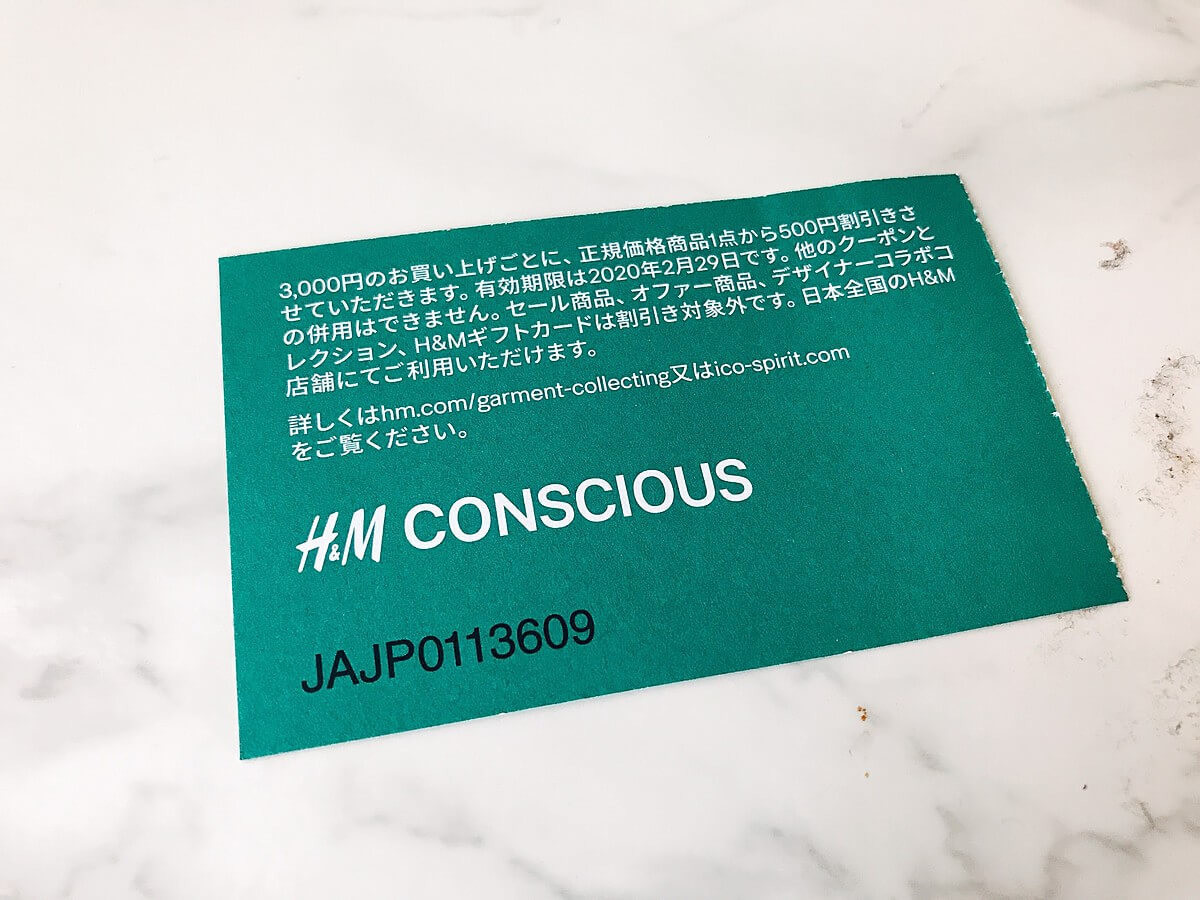 3,000円のお買い上げごとに、正規価格商品1点から500円割引きさ
せていただきます。有効期限は2020年2月29日です。他のクーポンと
の併用はできません。セール商品、オファー商品、デザイナーコラボコ
レクション、H&Mギフトカードは割引き対象外です。日本全国のH&M
店舗にてご利用いただけます。
詳しくはhm.com/garment-collecting又はico-spirit.com
をご覧ください。
H&M CONSCIOUS
JAJP0113609